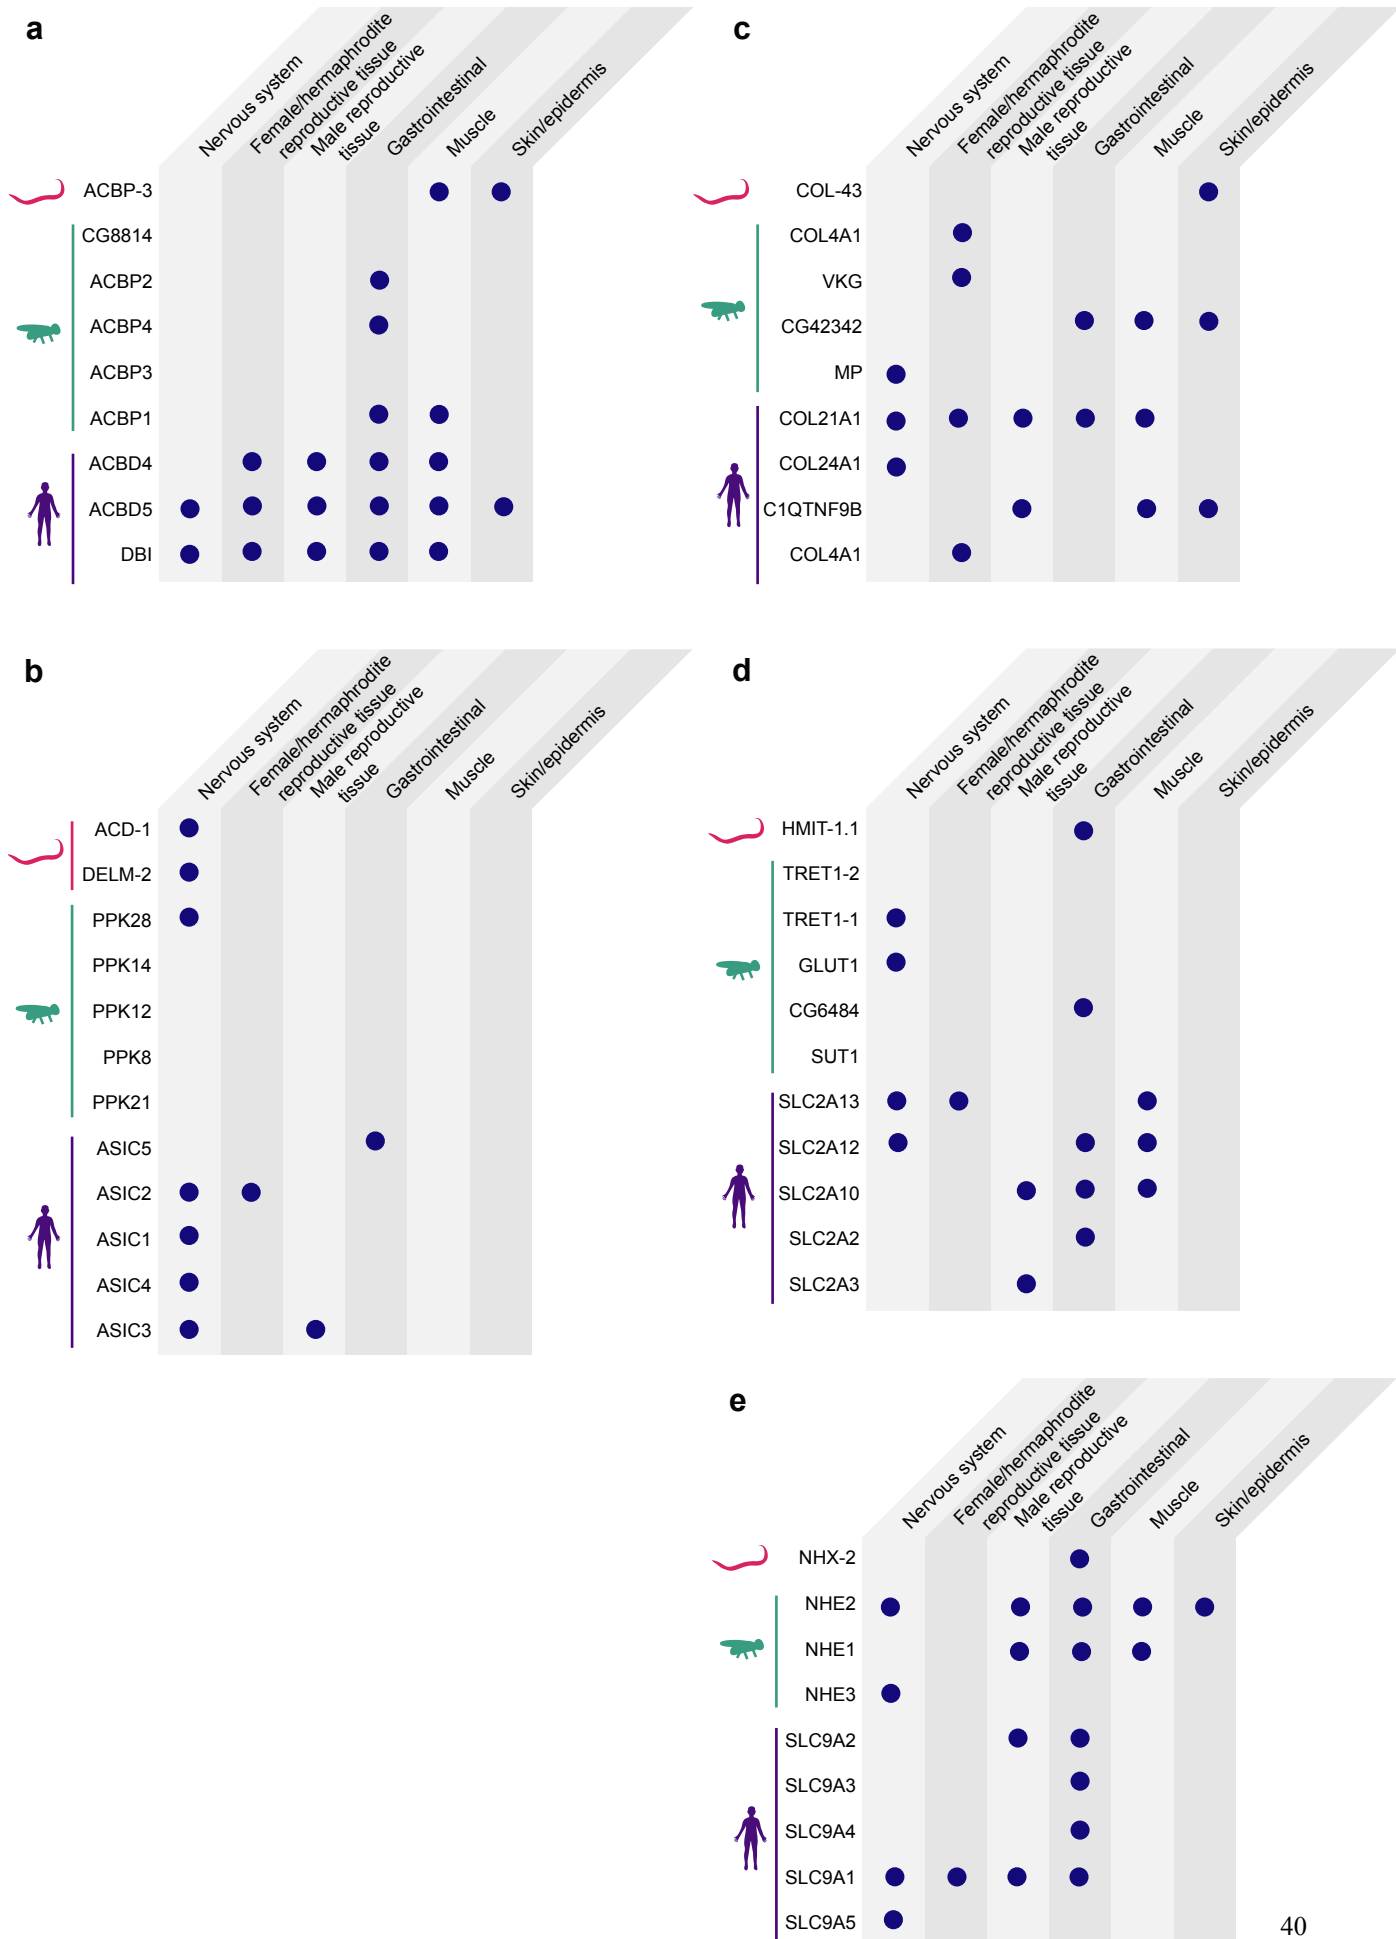 a
Nervous system
Female/hermaphrodite
reproductive tissue
Male reproductive
tissue
Gastrointestinal
Muscle
Skin/epidermis
ACBP-3
CG8814
ACBP2
ACBP4
ACBP3
ACBP1
ACBD4
ACBD5
DBI
c
Nervous system
Female/hermaphrodite
reproductive tissue
Male reproductive
tissue
Gastrointestinal
Muscle
Skin/epidermis
COL-43
COL4A1
VKG
CG42342
MP
COL21A1
COL24A1
C1QTNF9B
COL4A1
b
Nervous system
Female/hermaphrodite
reproductive tissue
Male reproductive
tissue
Gastrointestinal
Muscle
Skin/epidermis
ACD-1
DELM-2
PPK28
PPK14
PPK12
PPK8
PPK21
ASIC5
ASIC2
ASIC1
ASIC4
ASIC3
d
Nervous system
Female/hermaphrodite
reproductive tissue
Male reproductive
tissue
Gastrointestinal
Muscle
Skin/epidermis
HMIT-1.1
TRET1-2
TRET1-1
GLUT1
CG6484
SUT1
SLC2A13
SLC2A12
SLC2A10
SLC2A2
SLC2A3
e
Nervous system
Female/hermaphrodite
reproductive tissue
Male reproductive
tissue
Gastrointestinal
Muscle
Skin/epidermis
NHX-2
NHE2
NHE1
NHE3
SLC9A2
SLC9A3
SLC9A4
SLC9A1
SLC9A5
40